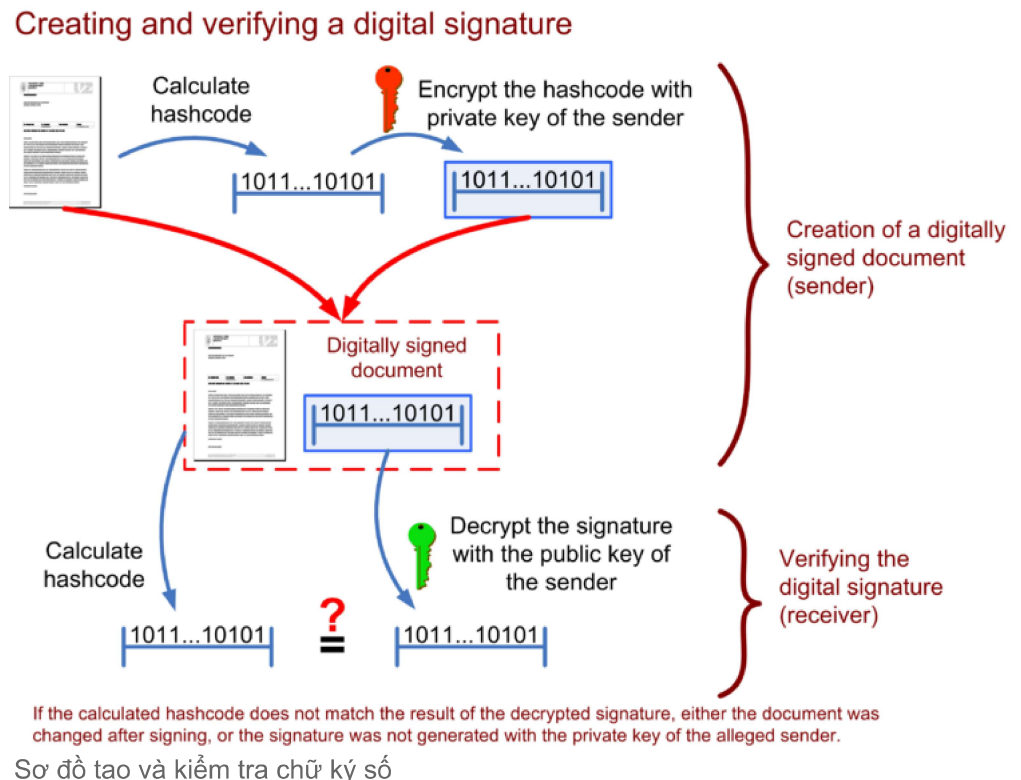 Creating and verifying a digital signature
Calculate
hashcode
Encrypt the hashcode with
private key of the sender
1011...10101
1011...10101
Creation of a digitally
signed document
(sender)
Digitally signed
document
1011...10101
Calculate
hashcode
Decrypt the signature
with the public key of
the sender
Verifying the
digital signature
(receiver)
?
=
1011...10101
1011...10101
If the calculated hashcode does not match the result of the decrypted signature, either the document was
changed after signing, or the signature was not generated with the private key of the alleged sender.
Sơ đồ tạo và kiểm tra chữ ký số